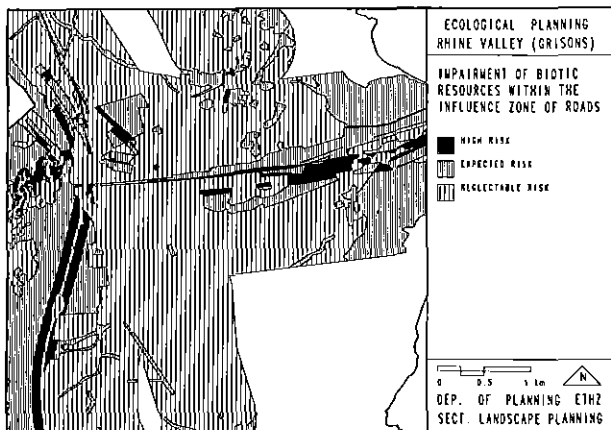 ECOLOGICAL PLANNING
RHINE VALLEY (GRISONS)
IMPAIRMENT OF BIOTIC
RESOURCES WITHIN THE
INFLUENCE ZONE OF ROADS
HIGH RISK
EXPECTED RISK
NEGLECTABLE RISK
0 0.5 1 km
N
DEP. OF PLANNING ETHZ
SECT. LANDSCAPE PLANNING